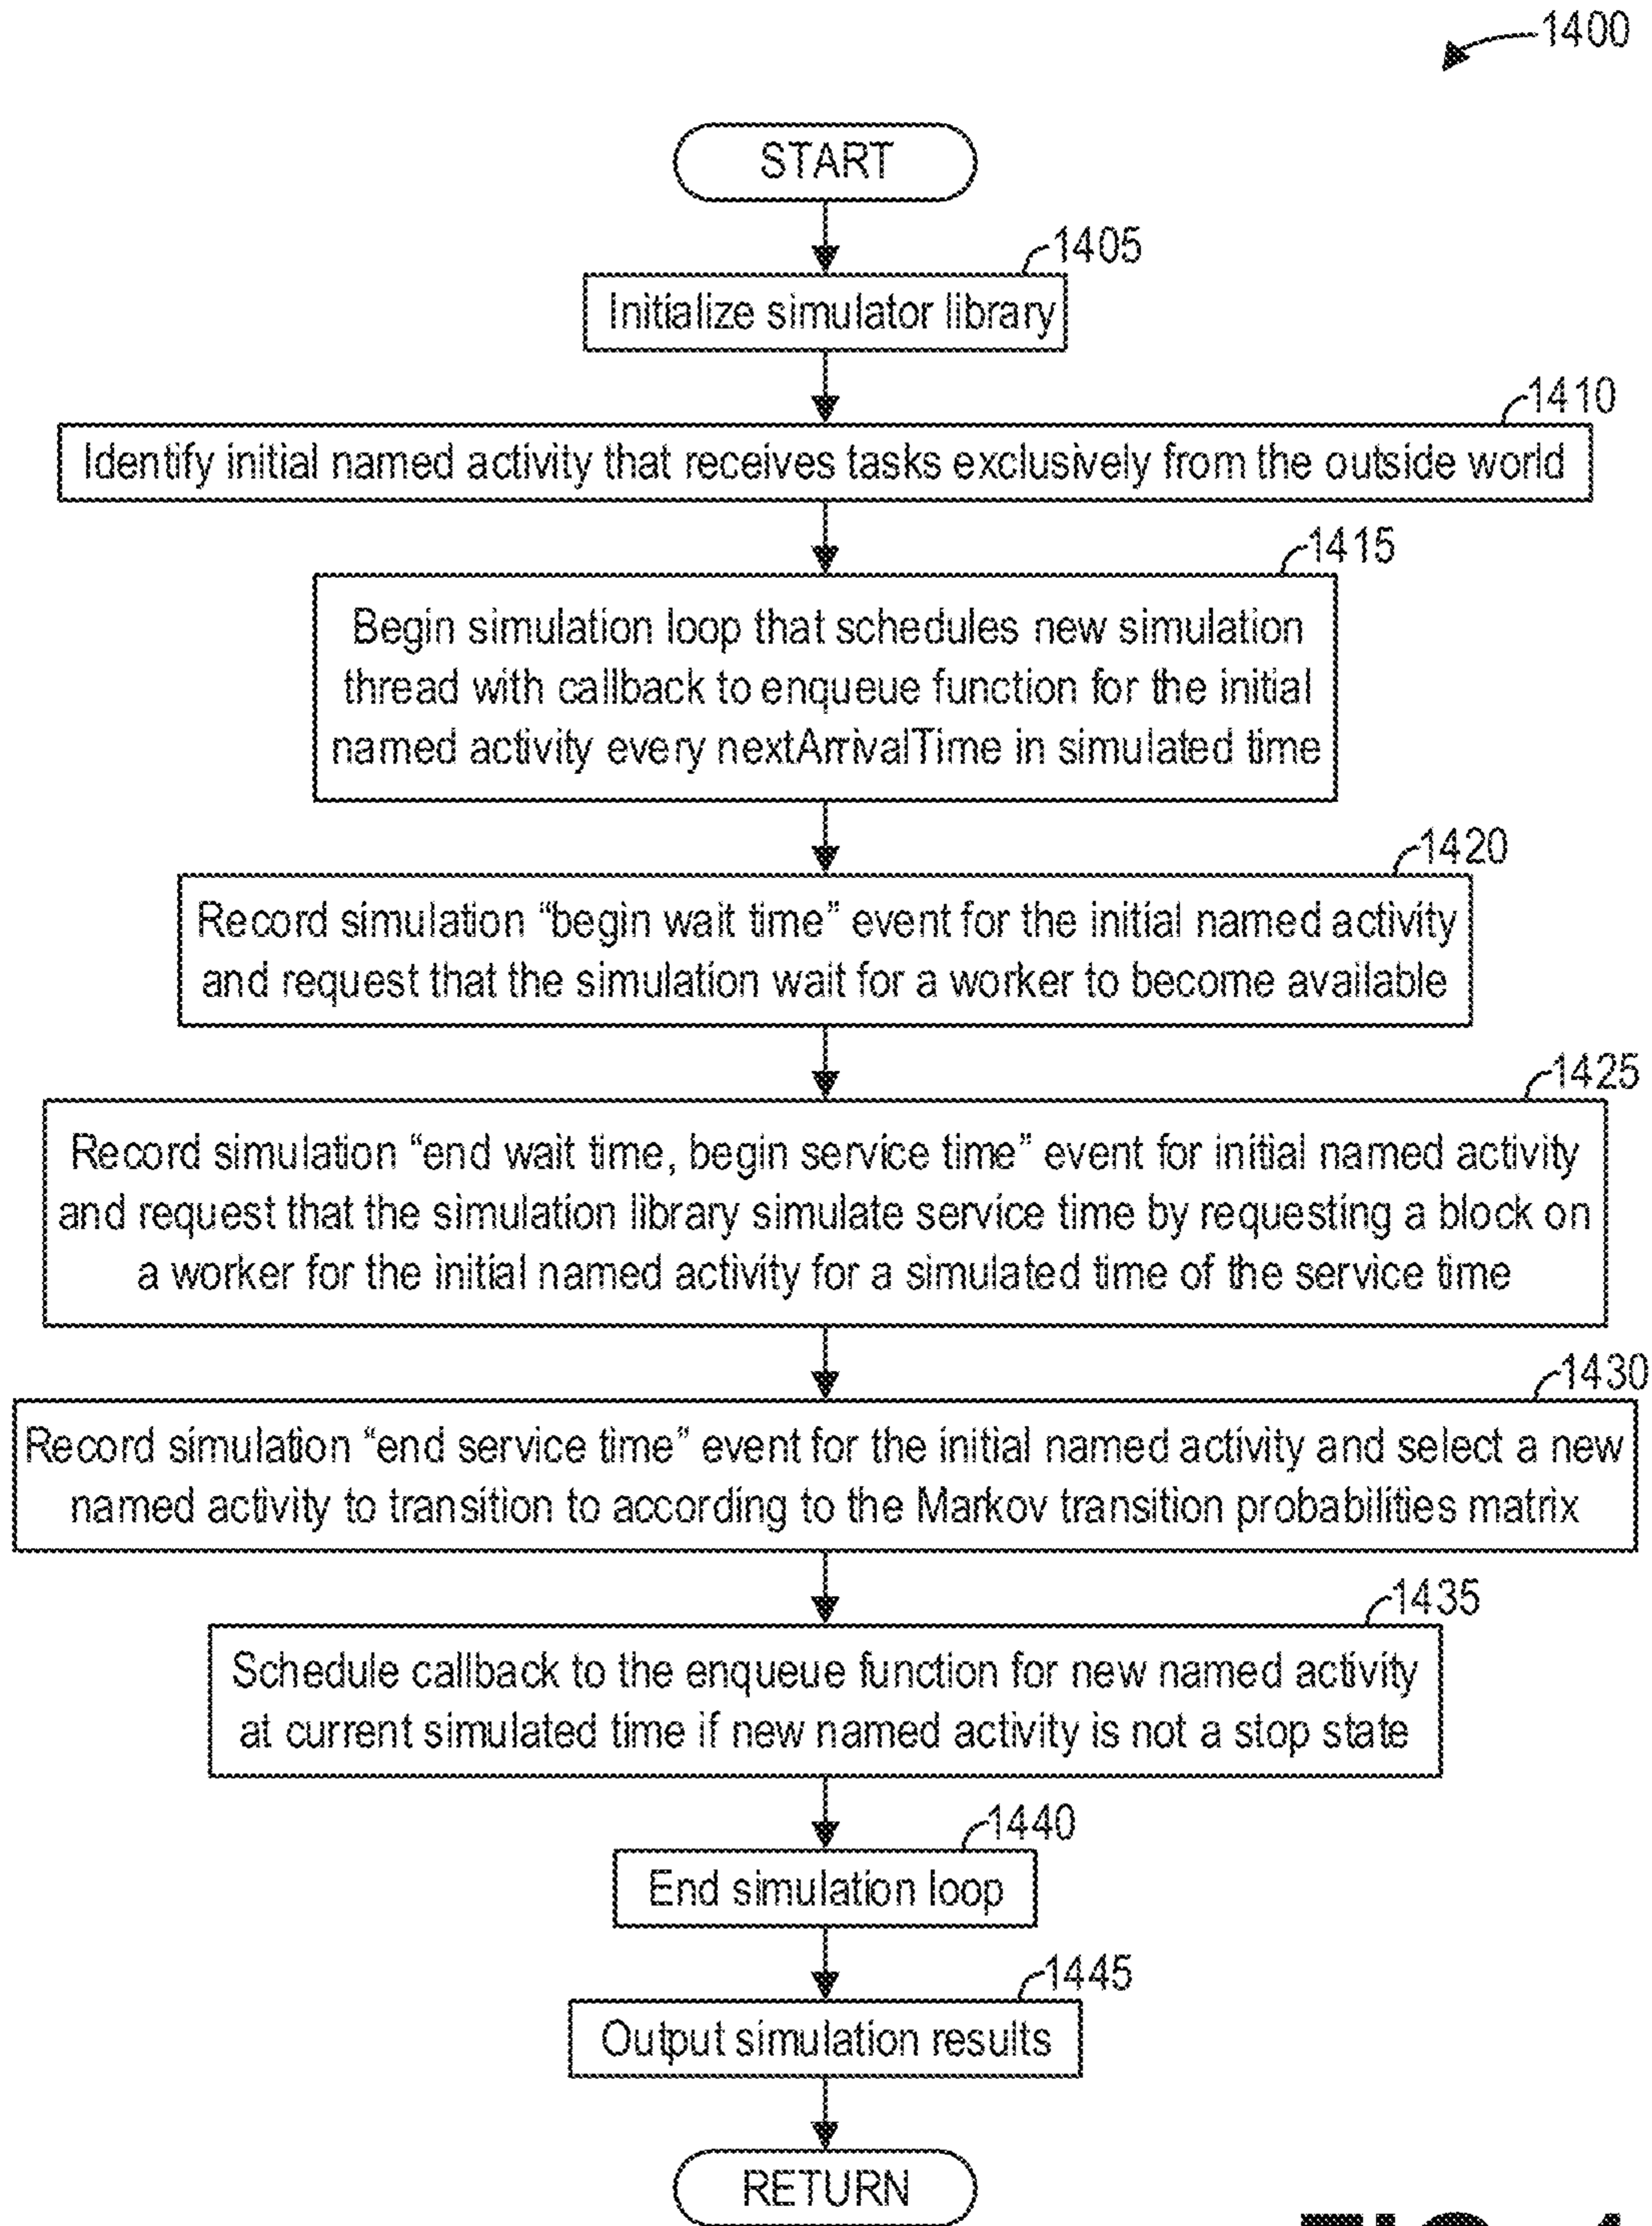 1400
START
1405
Initialize simulator library
1410
Identify initial named activity that receives tasks exclusively from the outside world
1415
Begin simulation loop that schedules new simulation
thread with callback to enqueue function for the initial
named activity every nextArrivalTime in simulated time
1420
Record simulation “begin wait time” event for the initial named activity
and request that the simulation wait for a worker to become available
1425
Record simulation “end wait time, begin service time” event for initial named activity
and request that the simulation library simulate service time by requesting a block on
a worker for the initial named activity for a simulated time of the service time
1430
Record simulation “end service time” event for the initial named activity and select a new
named activity to transition to according to the Markov transition probabilities matrix
1435
Schedule callback to the enqueue function for new named activity
at current simulated time if new named activity is not a stop state
1440
End simulation loop
1445
Output simulation results
RETURN